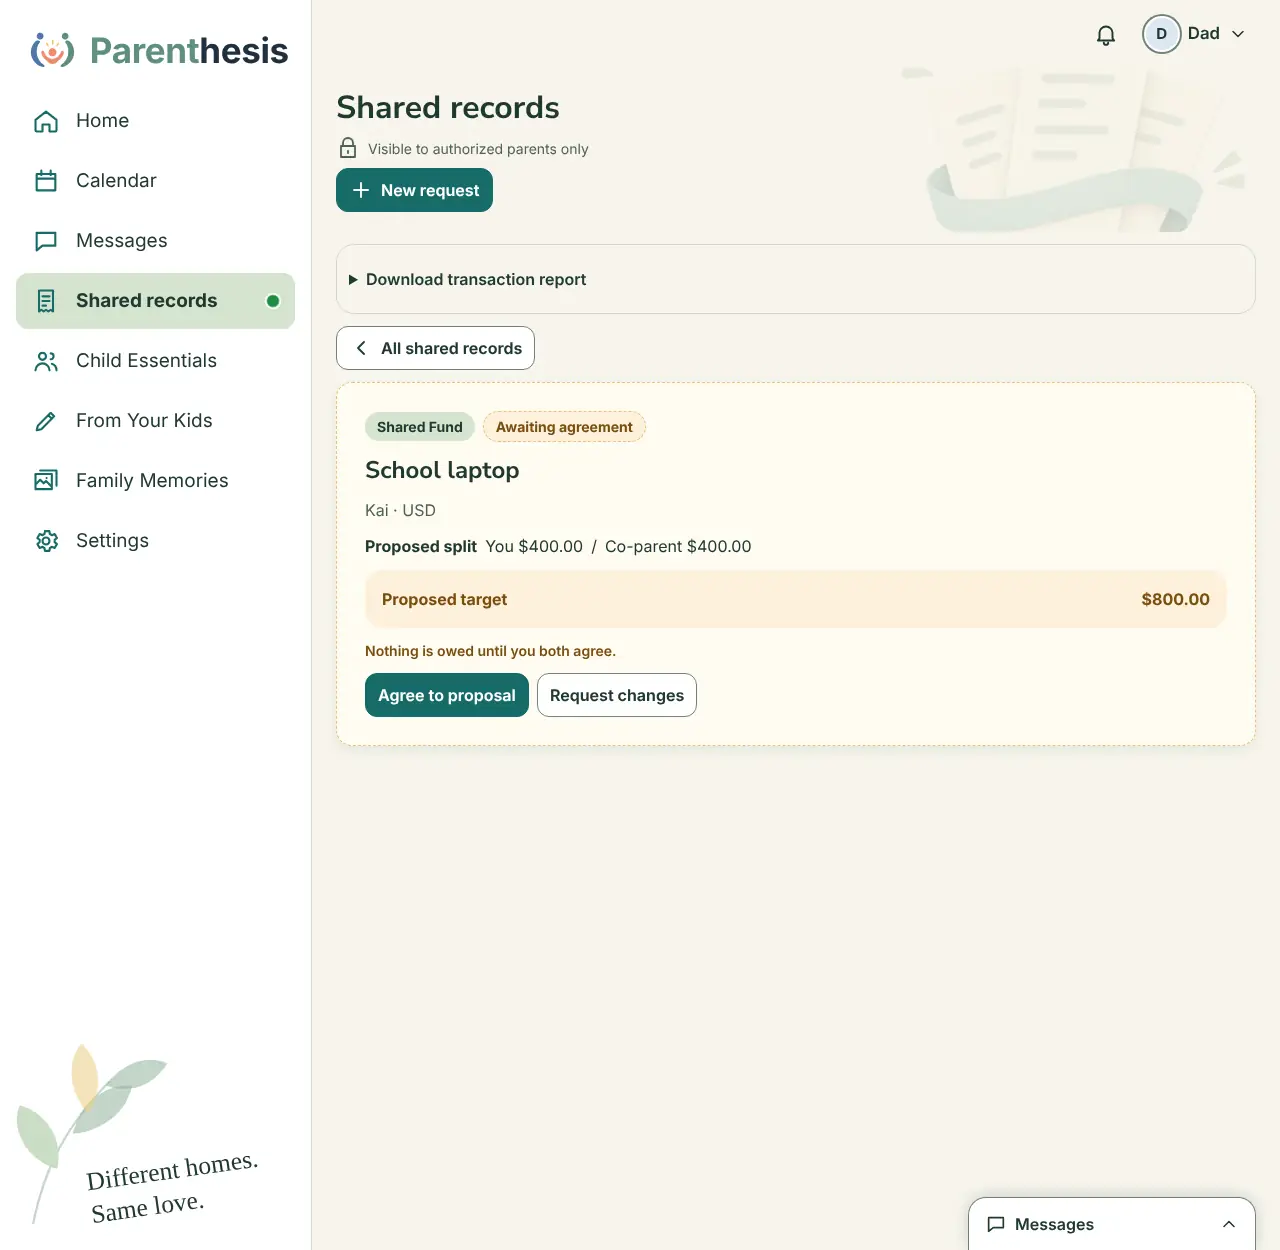 Parenthesis
Home
Calendar
Messages
Shared records
Child Essentials
From Your Kids
Family Memories
Settings
Different homes.
Same love.
D Dad
Shared records
Visible to authorized parents only
New request
Download transaction report
All shared records
Shared Fund Awaiting agreement
School laptop
Kai · USD
Proposed split You $400.00 / Co-parent $400.00
Proposed target $800.00
Nothing is owed until you both agree.
Agree to proposal Request changes
Messages